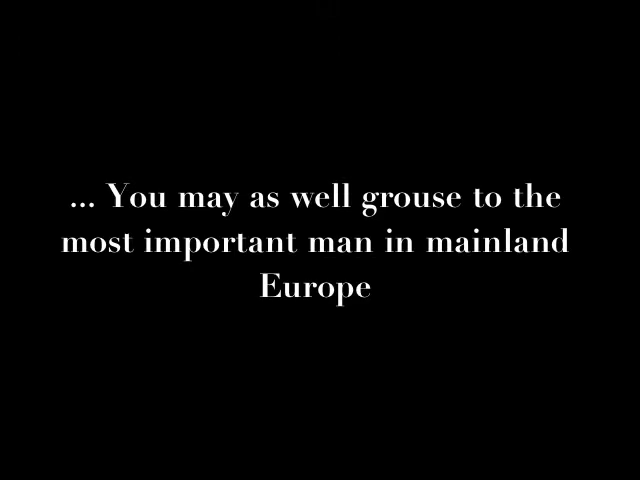 ... You may as well grouse to the
most important man in mainland
Europe